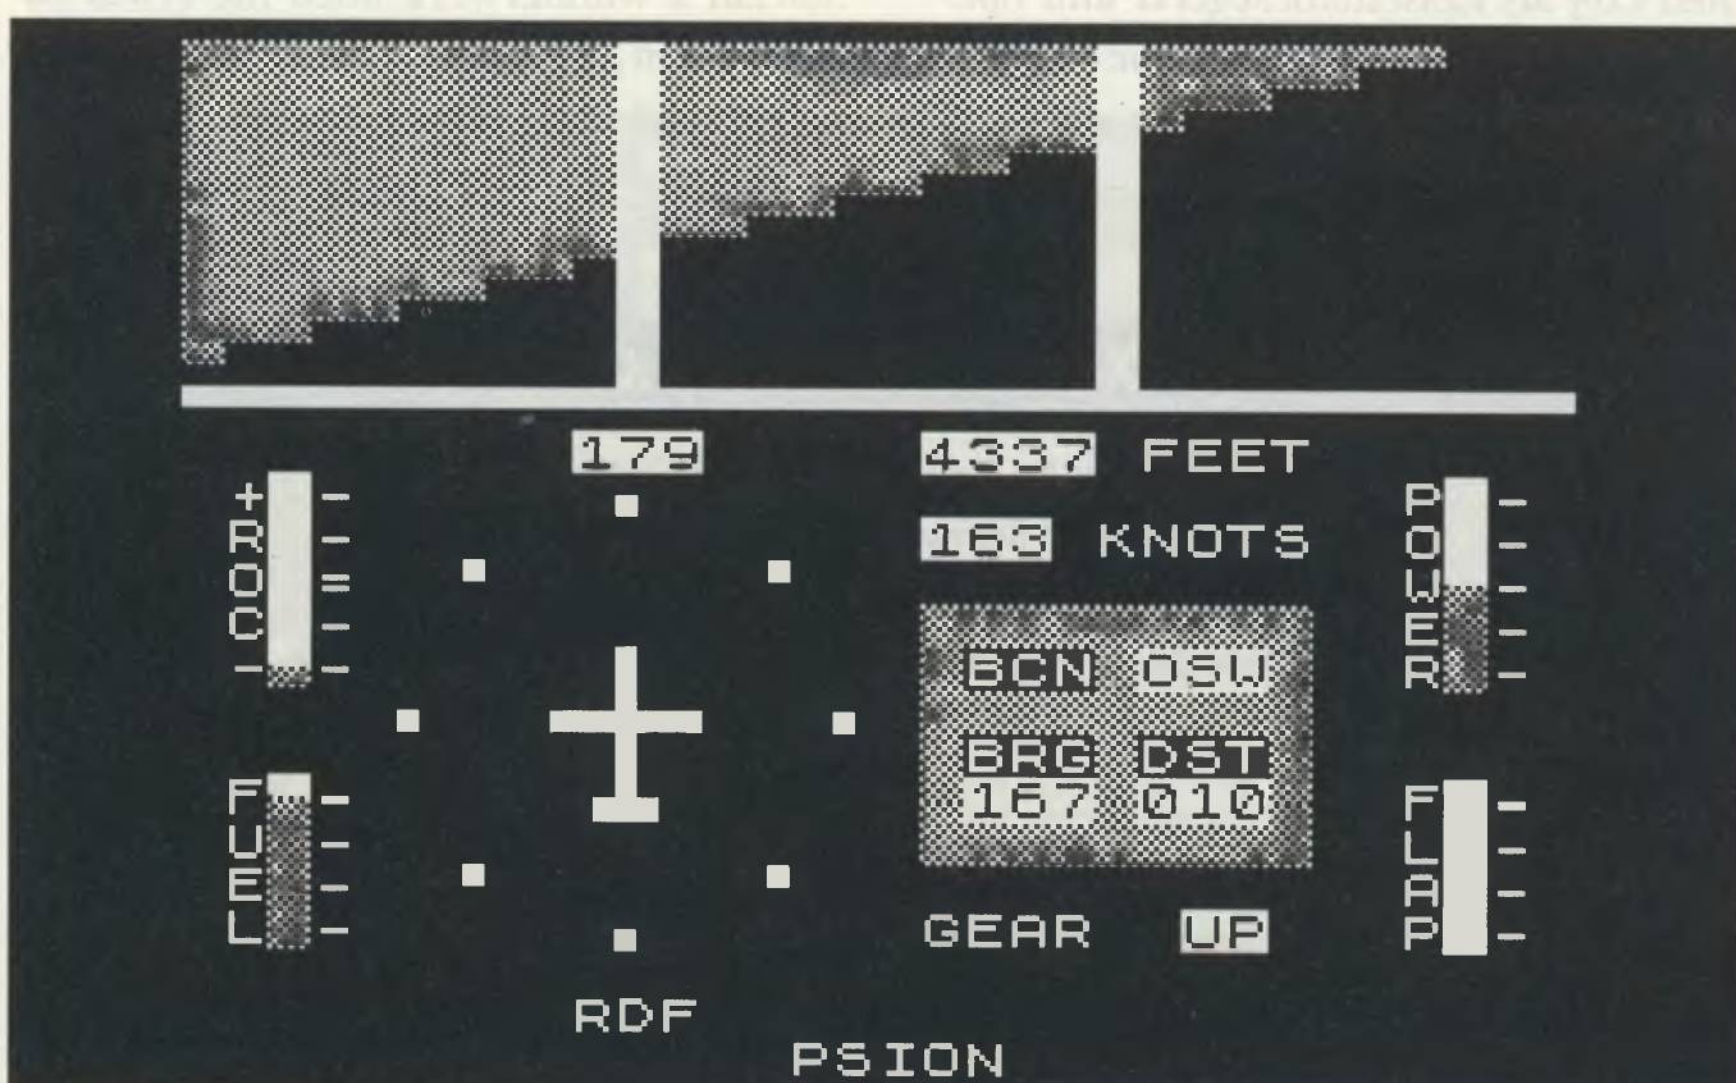 179
4337 FEET
163 KNOTS
+ROC-
POWER
BCN OSW
BRG DST
167 010
FUEL
FLAP
GEAR UP
RDF
PSION